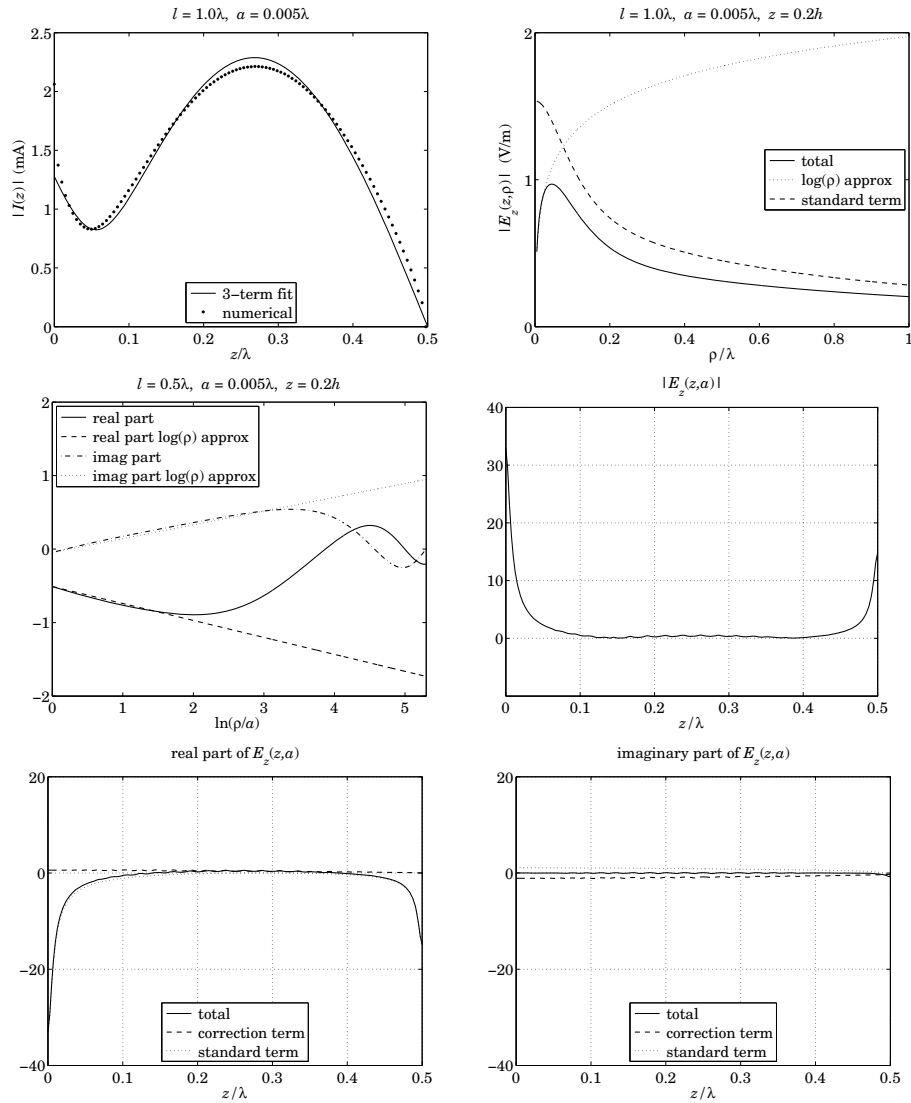 l = 1.0λ, a = 0.005λ
2.5
2
1.5
1
0.5
0
|I(z)| (mA)
3−term fit
numerical
0
0.1
0.2
0.3
0.4
0.5
z/λ
l = 1.0λ, a = 0.005λ, z = 0.2h
2
1
0
|E_z(z,ρ)| (V/m)
total
log(ρ) approx
standard term
0
0.2
0.4
0.6
0.8
1
ρ/λ
l = 0.5λ, a = 0.005λ, z = 0.2h
2
1
0
−1
−2
real part
real part log(ρ) approx
imag part
imag part log(ρ) approx
0
1
2
3
4
5
ln(ρ/a)
|E_z(z,a)|
40
30
20
10
0
0
0.1
0.2
0.3
0.4
0.5
z/λ
real part of E_z(z,a)
20
0
−20
−40
total
correction term
standard term
0
0.1
0.2
0.3
0.4
0.5
z/λ
imaginary part of E_z(z,a)
20
0
−20
−40
total
correction term
standard term
0
0.1
0.2
0.3
0.4
0.5
z/λ